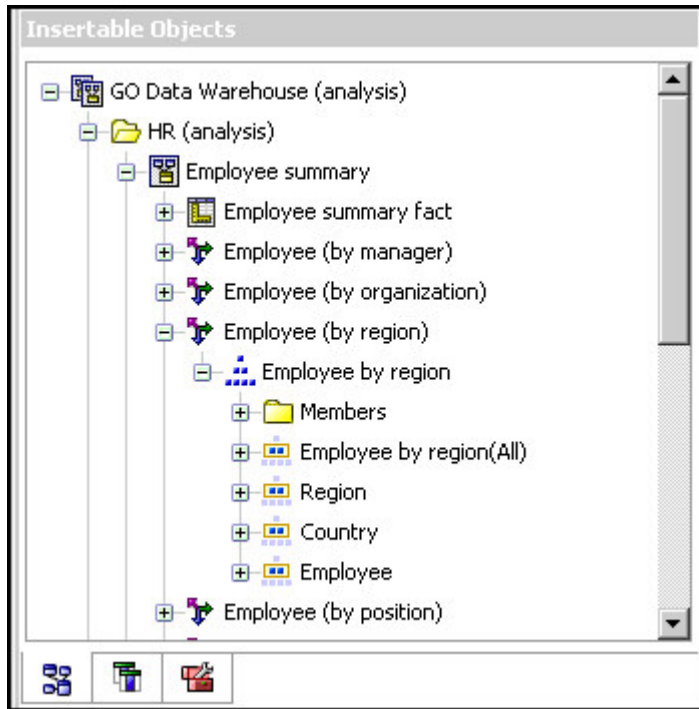 Insertable Objects
GO Data Warehouse (analysis)
HR (analysis)
Employee summary
Employee summary fact
Employee (by manager)
Employee (by organization)
Employee (by region)
Employee by region
Members
Employee by region(All)
Region
Country
Employee
Employee (by position)